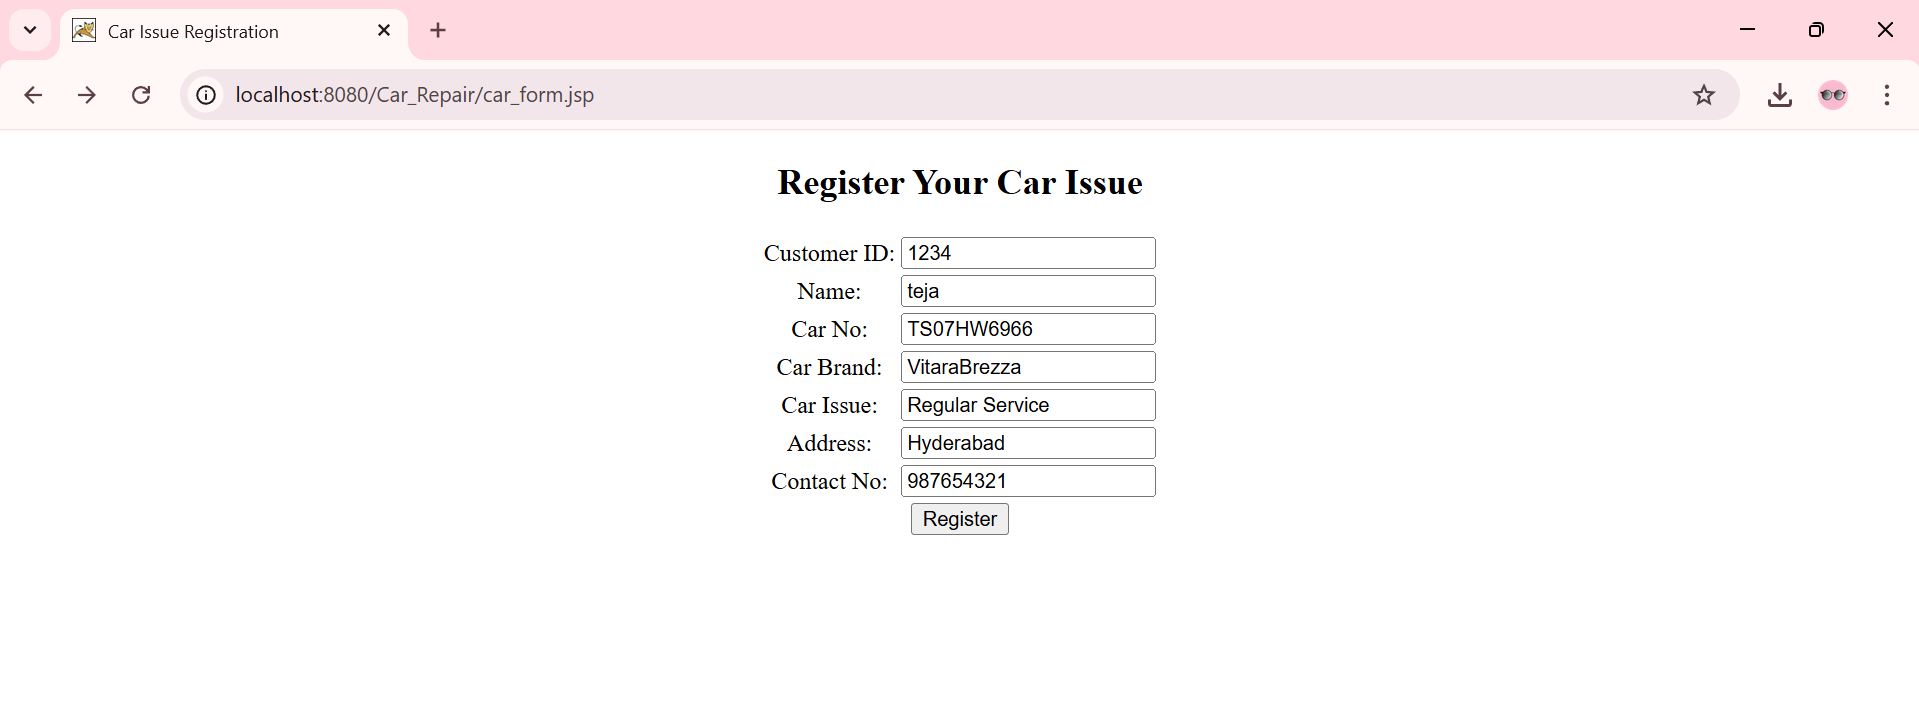 Car Issue Registration
localhost:8080/Car_Repair/car_form.jsp
Register Your Car Issue
Customer ID: 1234
Name: teja
Car No: TS07HW6966
Car Brand: VitaraBrezza
Car Issue: Regular Service
Address: Hyderabad
Contact No: 987654321
Register